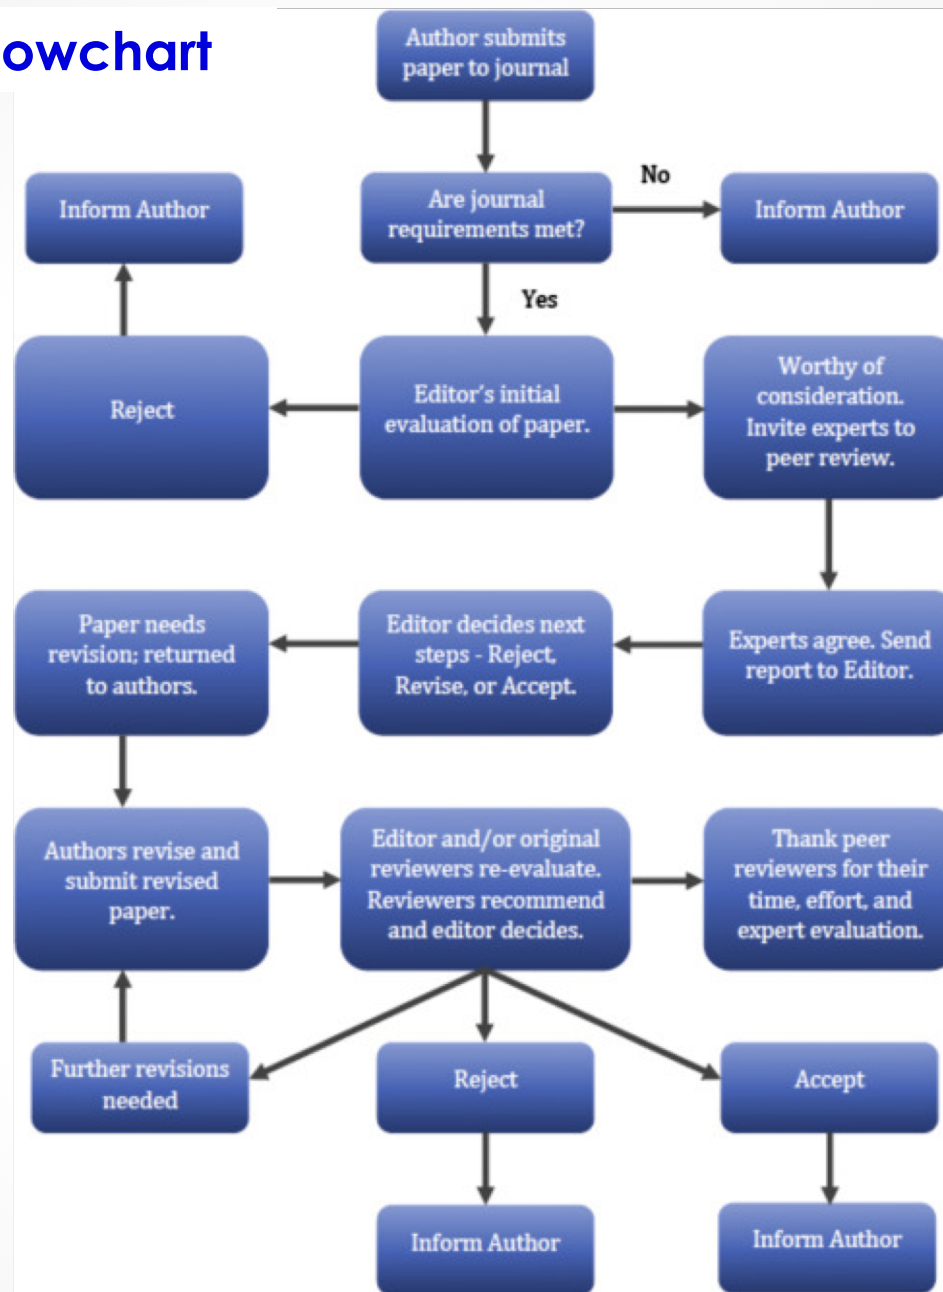 owchart
Author submits
paper to journal
Are journal
requirements met?
No
Inform Author
Inform Author
Yes
Reject
Editor's initial
evaluation of paper.
Worthy of
consideration.
Invite experts to
peer review.
Paper needs
revision; returned
to authors.
Editor decides next
steps - Reject,
Revise, or Accept.
Experts agree. Send
report to Editor.
Authors revise and
submit revised
paper.
Editor and/or original
reviewers re-evaluate.
Reviewers recommend
and editor decides.
Thank peer
reviewers for their
time, effort, and
expert evaluation.
Further revisions
needed
Reject
Accept
Inform Author
Inform Author